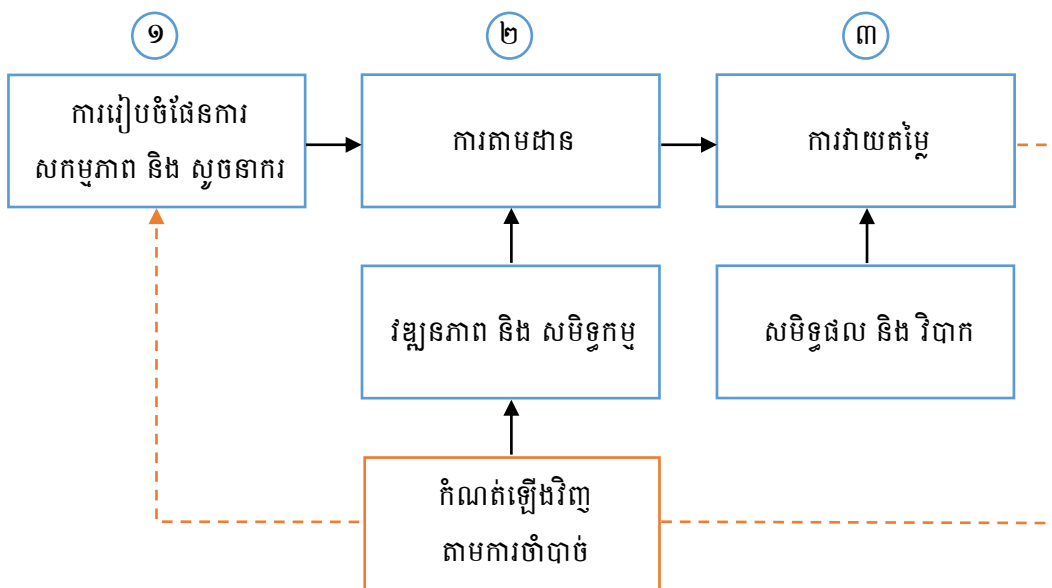 ១
២
៣
ការរៀបចំផែនការ
សកម្មភាព និង សូចនាករ
ការតាមដាន
ការវាយតម្លៃ
វឌ្ឍនភាព និង សមិទ្ធកម្ម
សមិទ្ធផល និង វិបាក
កំណត់ឡើងវិញ
តាមការចាំបាច់